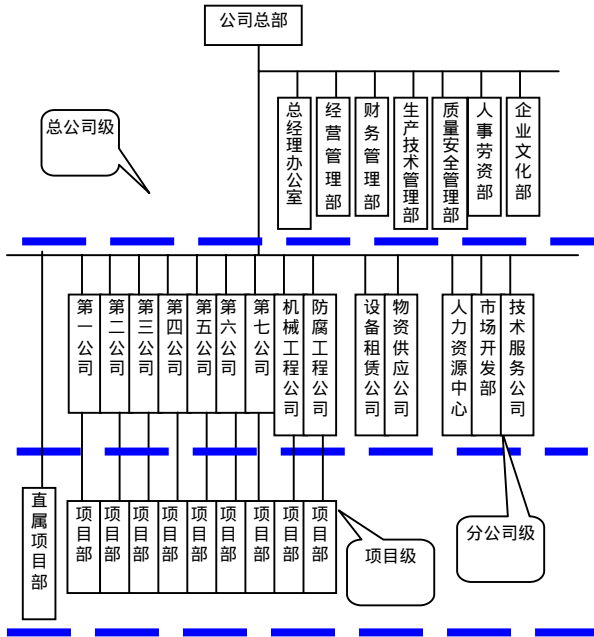 公司总部
总公司级
总经理办公室
经营管理部
财务管理部
生产技术管理部
质量安全管理部
人事劳资部
企业文化部
第一公司
第二公司
第三公司
第四公司
第五公司
第六公司
第七公司
机械工程公司
防腐工程公司
设备租赁公司
物资供应公司
人力资源中心
市场开发部
技术服务公司
直属项目部
项目部
项目部
项目部
项目部
项目部
项目部
项目部
项目部
项目部
项目级
分公司级